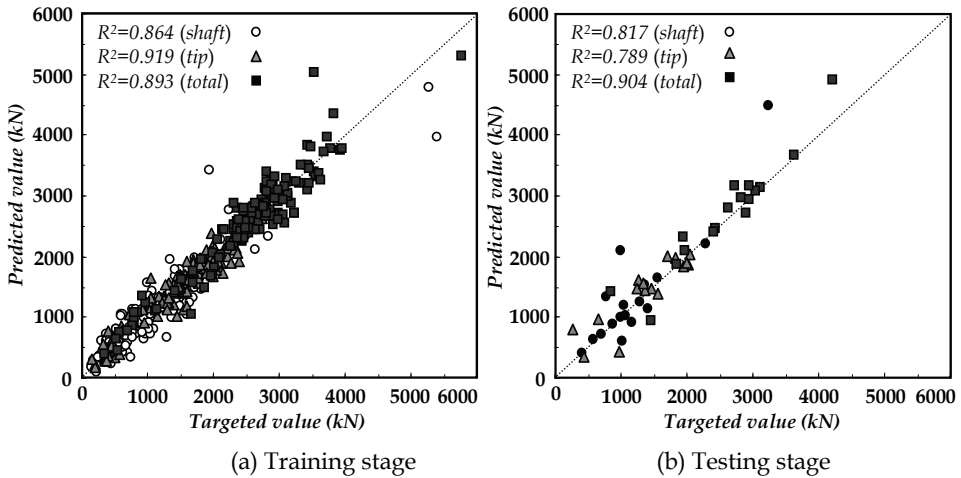 6000
5000
4000
3000
2000
1000
0
Predicted value (kN)
R²=0.864 (shaft)
R²=0.919 (tip)
R²=0.893 (total)
0 1000 2000 3000 4000 5000 6000
Targeted value (kN)
(a) Training stage
6000
5000
4000
3000
2000
1000
0
Predicted value (kN)
R²=0.817 (shaft)
R²=0.789 (tip)
R²=0.904 (total)
0 1000 2000 3000 4000 5000 6000
Targeted value (kN)
(b) Testing stage